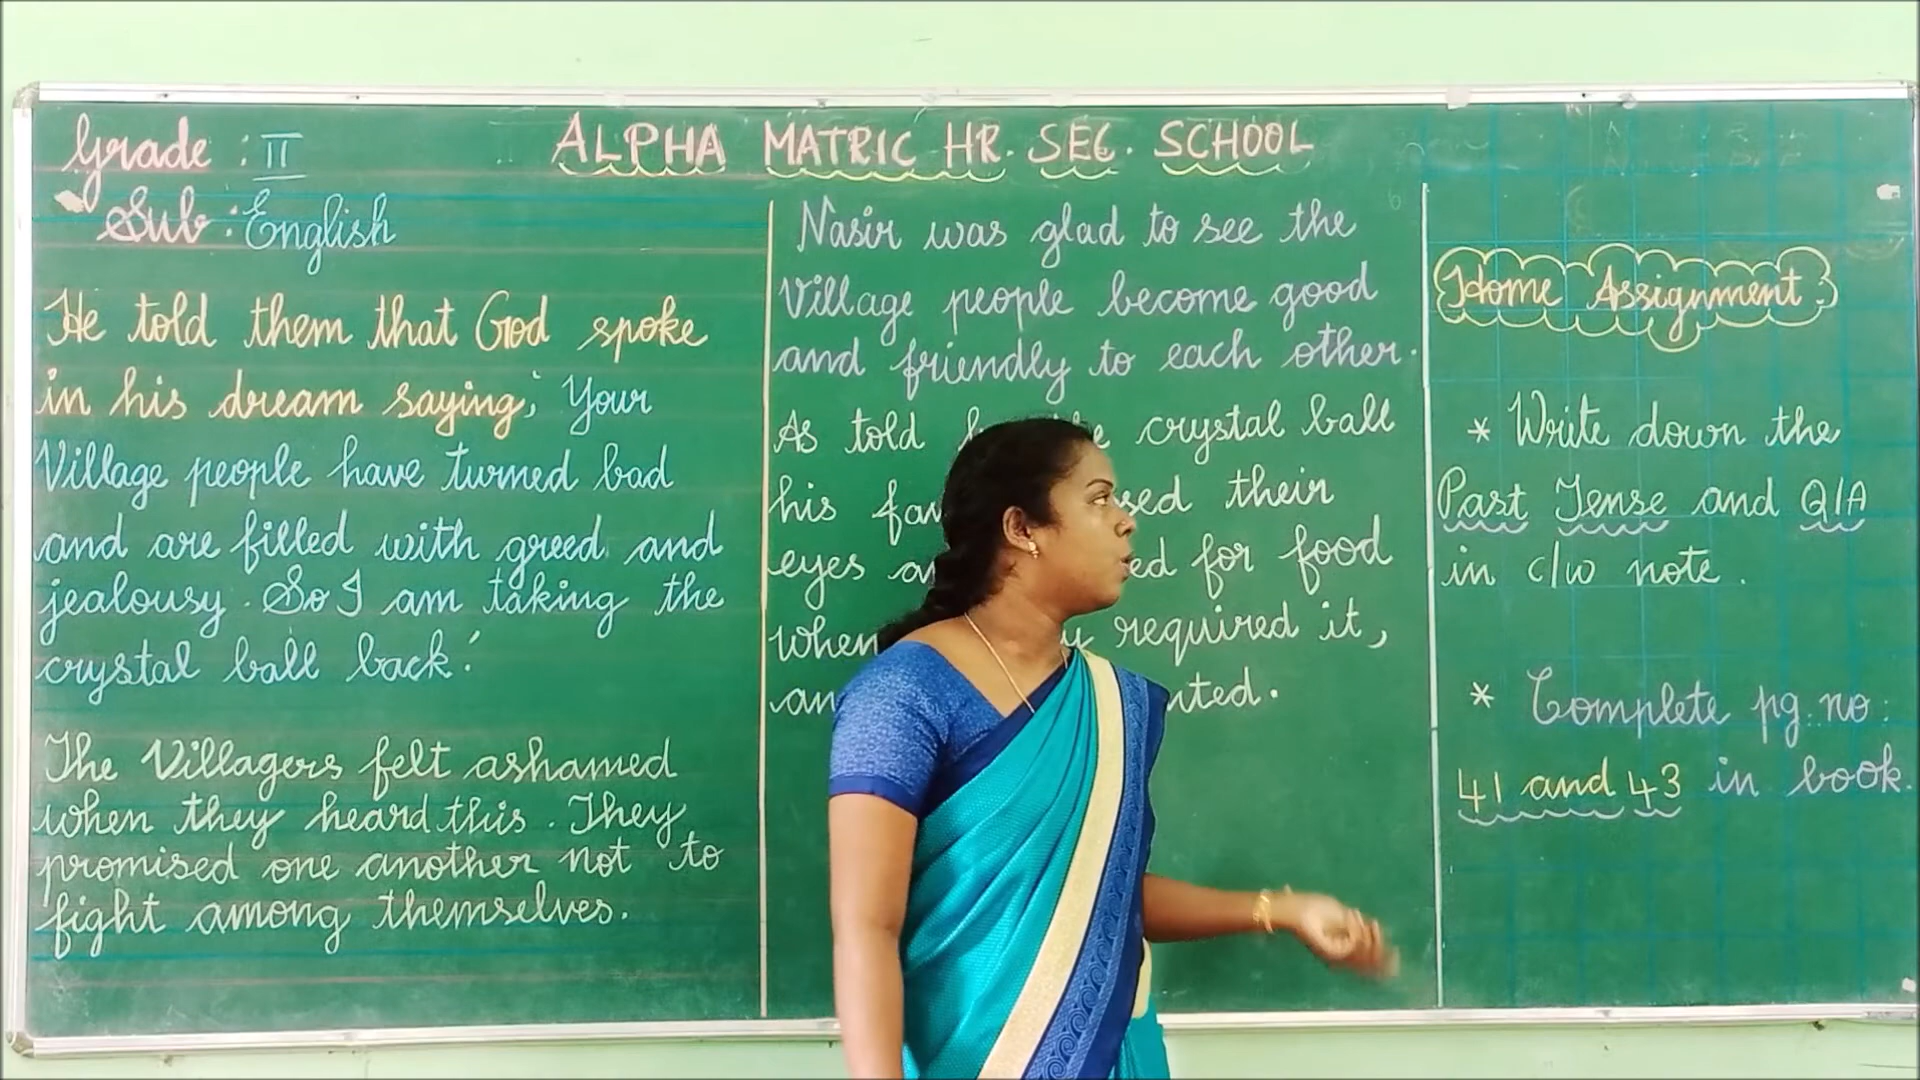 ALPHA MATRIC HR. SEC. SCHOOL
Grade : II
Sub : English
He told them that God spoke
in his dream saying, ‘Your
Village people have turned bad
and are filled with greed and
jealousy. So I am taking the
crystal ball back.’
The Villagers felt ashamed
when they heard this. They
promised one another not to
fight among themselves.
Nasir was glad to see the
Village people become good
and friendly to each other.
As told crystal ball
his their
eyes for food
when required it,
Home Assignment :
* Write down the
Past Tense and Q/A
in c/w note.
* Complete pg. no :
41 and 43 in book.